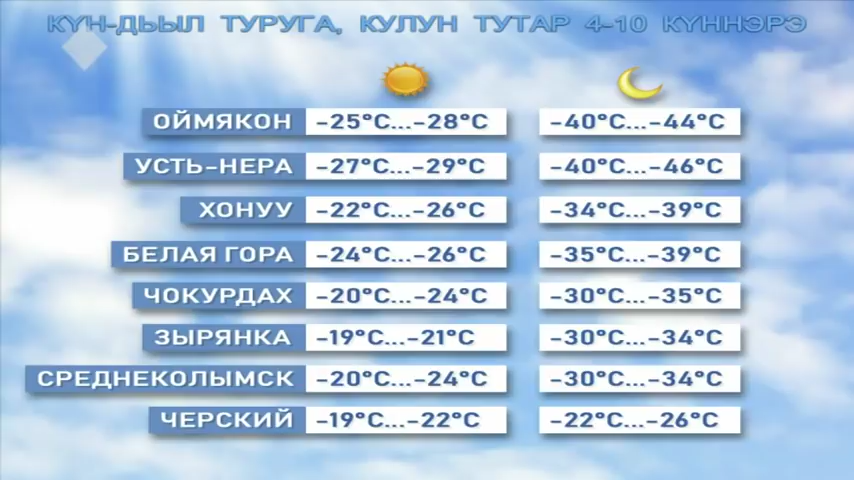 КҮН-ДЬЫЛ ТУРУГА, КУЛУН ТУТАР 4-10 КҮННЭРЭ
ОЙМЯКОН -25°C...-28°C -40°C...-44°C
УСТЬ-НЕРА -27°C...-29°C -40°C...-46°C
ХОНУУ -22°C...-26°C -34°C...-39°C
БЕЛАЯ ГОРА -24°C...-26°C -35°C...-39°C
ЧОКУРДАХ -20°C...-24°C -30°C...-35°C
ЗЫРЯНКА -19°C...-21°C -30°C...-34°C
СРЕДНЕКОЛЫМСК -20°C...-24°C -30°C...-34°C
ЧЕРСКИЙ -19°C...-22°C -22°C...-26°C